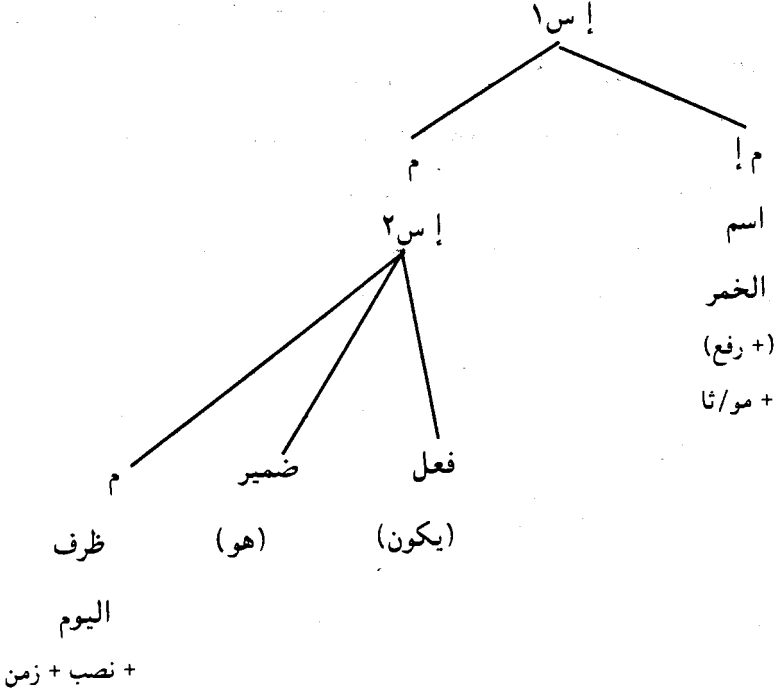 إ س١
م إ م
اسم إ س٢
الخمر
(+ رفع)
+ مو/ثا
فعل ضمير م
(يكون) (هو) ظرف
اليوم
+ نصب + زمن